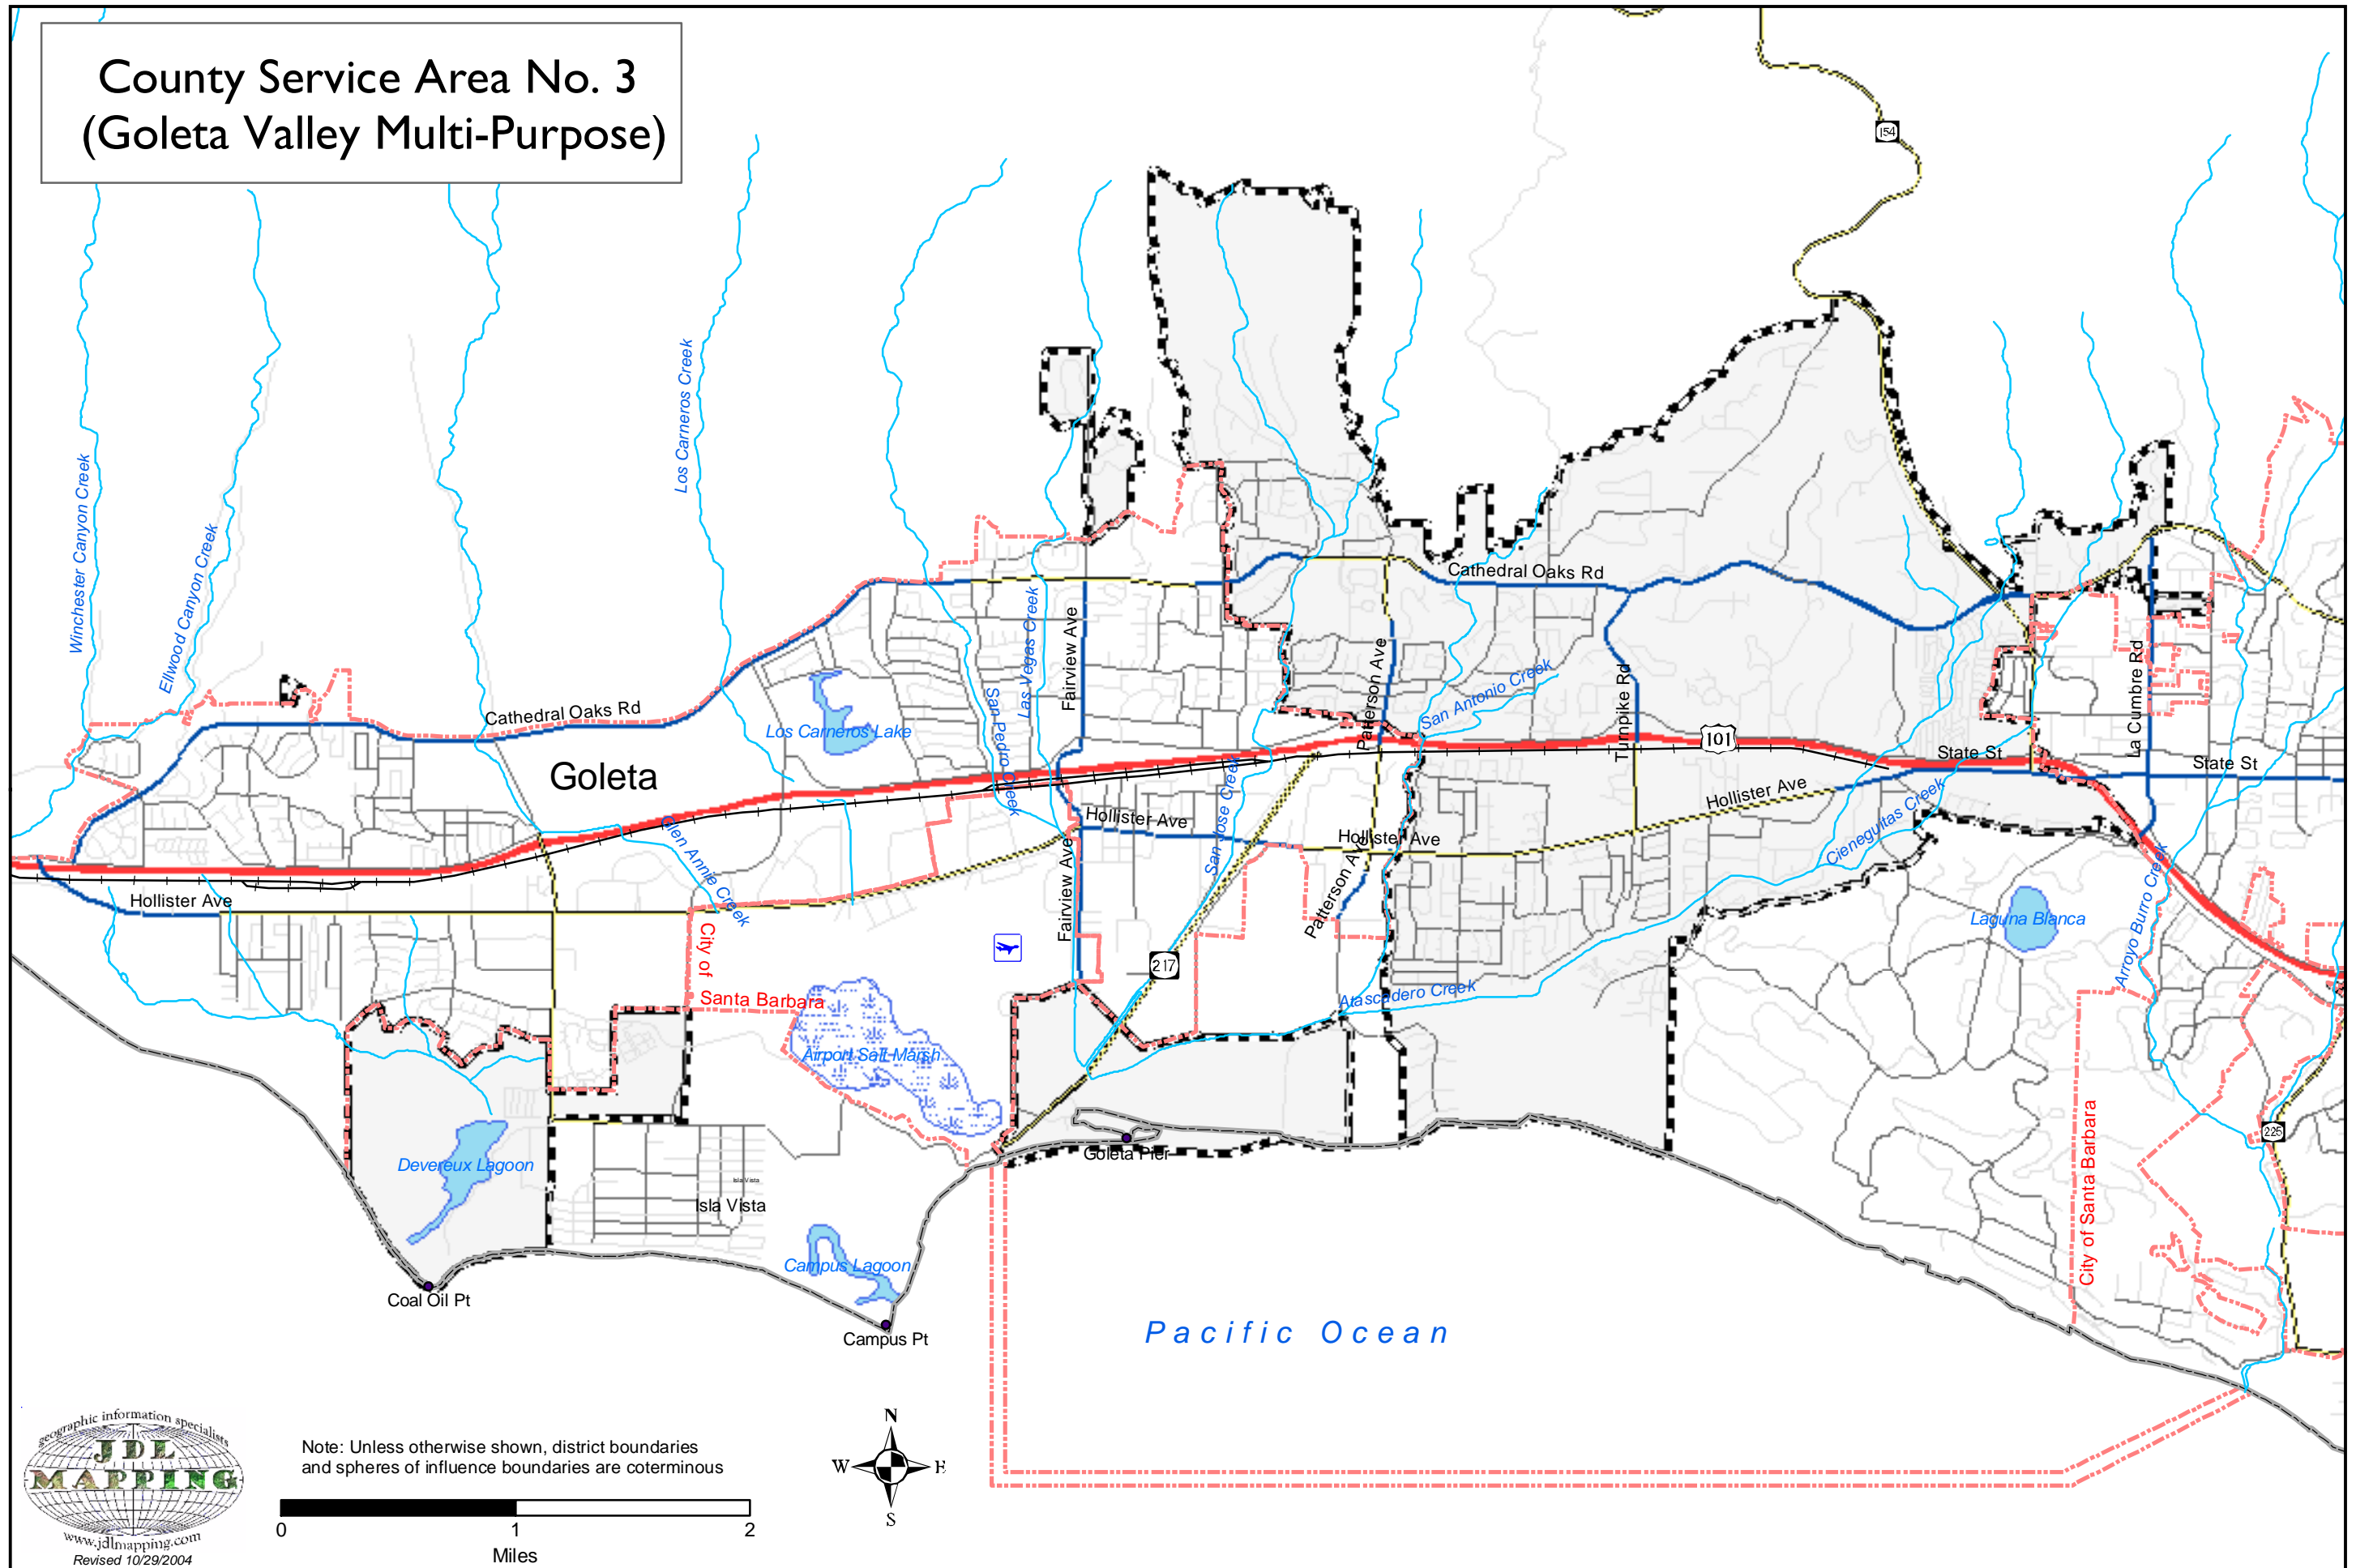 County Service Area No. 3
(Goleta Valley Multi-Purpose)
154
Winchester Canyon Creek
Ellwood Canyon Creek
Los Carneros Creek
Cathedral Oaks Rd
Cathedral Oaks Rd
Las Vegas Creek
San Pedro Creek
Fairview Ave
Patterson Ave
San Antonio Creek
Turnpike Rd
La Cumbre Rd
Los Carneros Lake
101
State St
State St
Goleta
San Jose Creek
Hollister Ave
Hollister Ave
Hollister Ave
Cieneguitas Creek
Glen Annie Creek
Fairview Ave
Patterson Ave
Arroyo Burro Creek
Hollister Ave
Laguna Blanca
City of
Santa Barbara
217
Atascadero Creek
Airport Salt Marsh
225
Goleta Pier
Devereux Lagoon
Isla Vista
Isla Vista
City of Santa Barbara
Campus Lagoon
Coal Oil Pt
Campus Pt
Pacific Ocean
geographic information specialists
JDL
MAPPING
www.jdlmapping.com
Revised 10/29/2004
Note: Unless otherwise shown, district boundaries
and spheres of influence boundaries are coterminous
0 1 2
Miles
N
W E
S